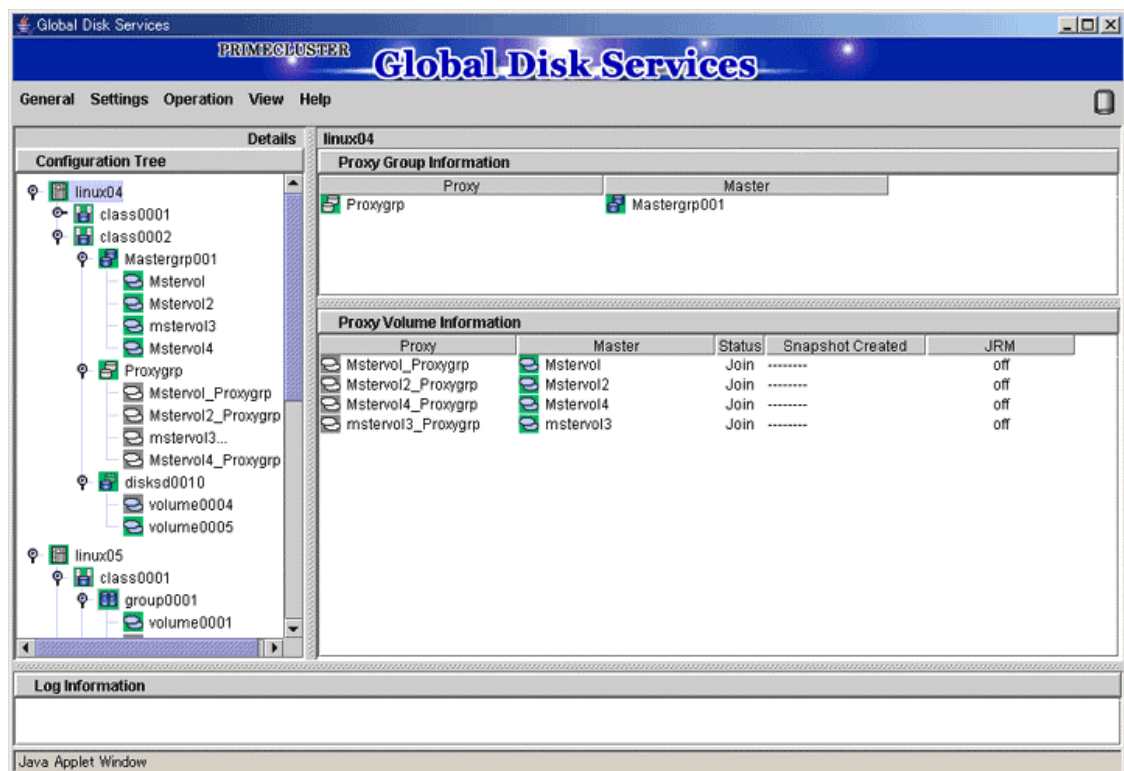 Global Disk Services
PRIMECLUSTER Global Disk Services
General Settings Operation View Help
Details
linux04
Configuration Tree
linux04
class0001
class0002
Mastergrp001
Mstervol
Mstervol2
mstervol3
Mstervol4
Proxygrp
Mstervol_Proxygrp
Mstervol2_Proxygrp
mstervol3...
Mstervol4_Proxygrp
disksd0010
volume0004
volume0005
linux05
class0001
group0001
volume0001
Proxy Group Information
Proxy Master
Proxygrp Mastergrp001
Proxy Volume Information
Proxy Master Status Snapshot Created JRM
Mstervol_Proxygrp Mstervol Join -------- off
Mstervol2_Proxygrp Mstervol2 Join -------- off
Mstervol4_Proxygrp Mstervol4 Join -------- off
mstervol3_Proxygrp mstervol3 Join -------- off
Log Information
Java Applet Window